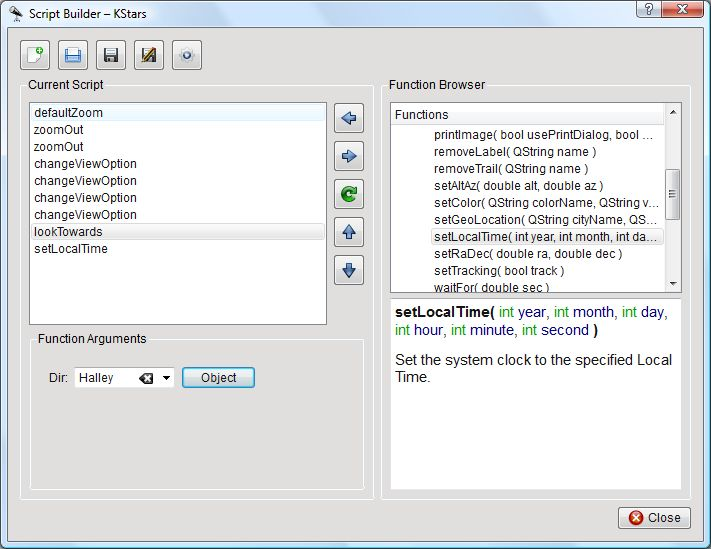 Script Builder – KStars
Current Script
defaultZoom
zoomOut
zoomOut
changeViewOption
changeViewOption
changeViewOption
changeViewOption
lookTowards
setLocalTime
Function Arguments
Dir: Halley Object
Function Browser
Functions
printImage( bool usePrintDialog, bool ...
removeLabel( QString name )
removeTrail( QString name )
setAltAz( double alt, double az )
setColor( QString colorName, QString v...
setGeoLocation( QString cityName, QS...
setLocalTime( int year, int month, int da...
setRaDec( double ra, double dec )
setTracking( bool track )
waitFor( double sec )
setLocalTime( int year, int month, int day,
int hour, int minute, int second )
Set the system clock to the specified Local
Time.
Close